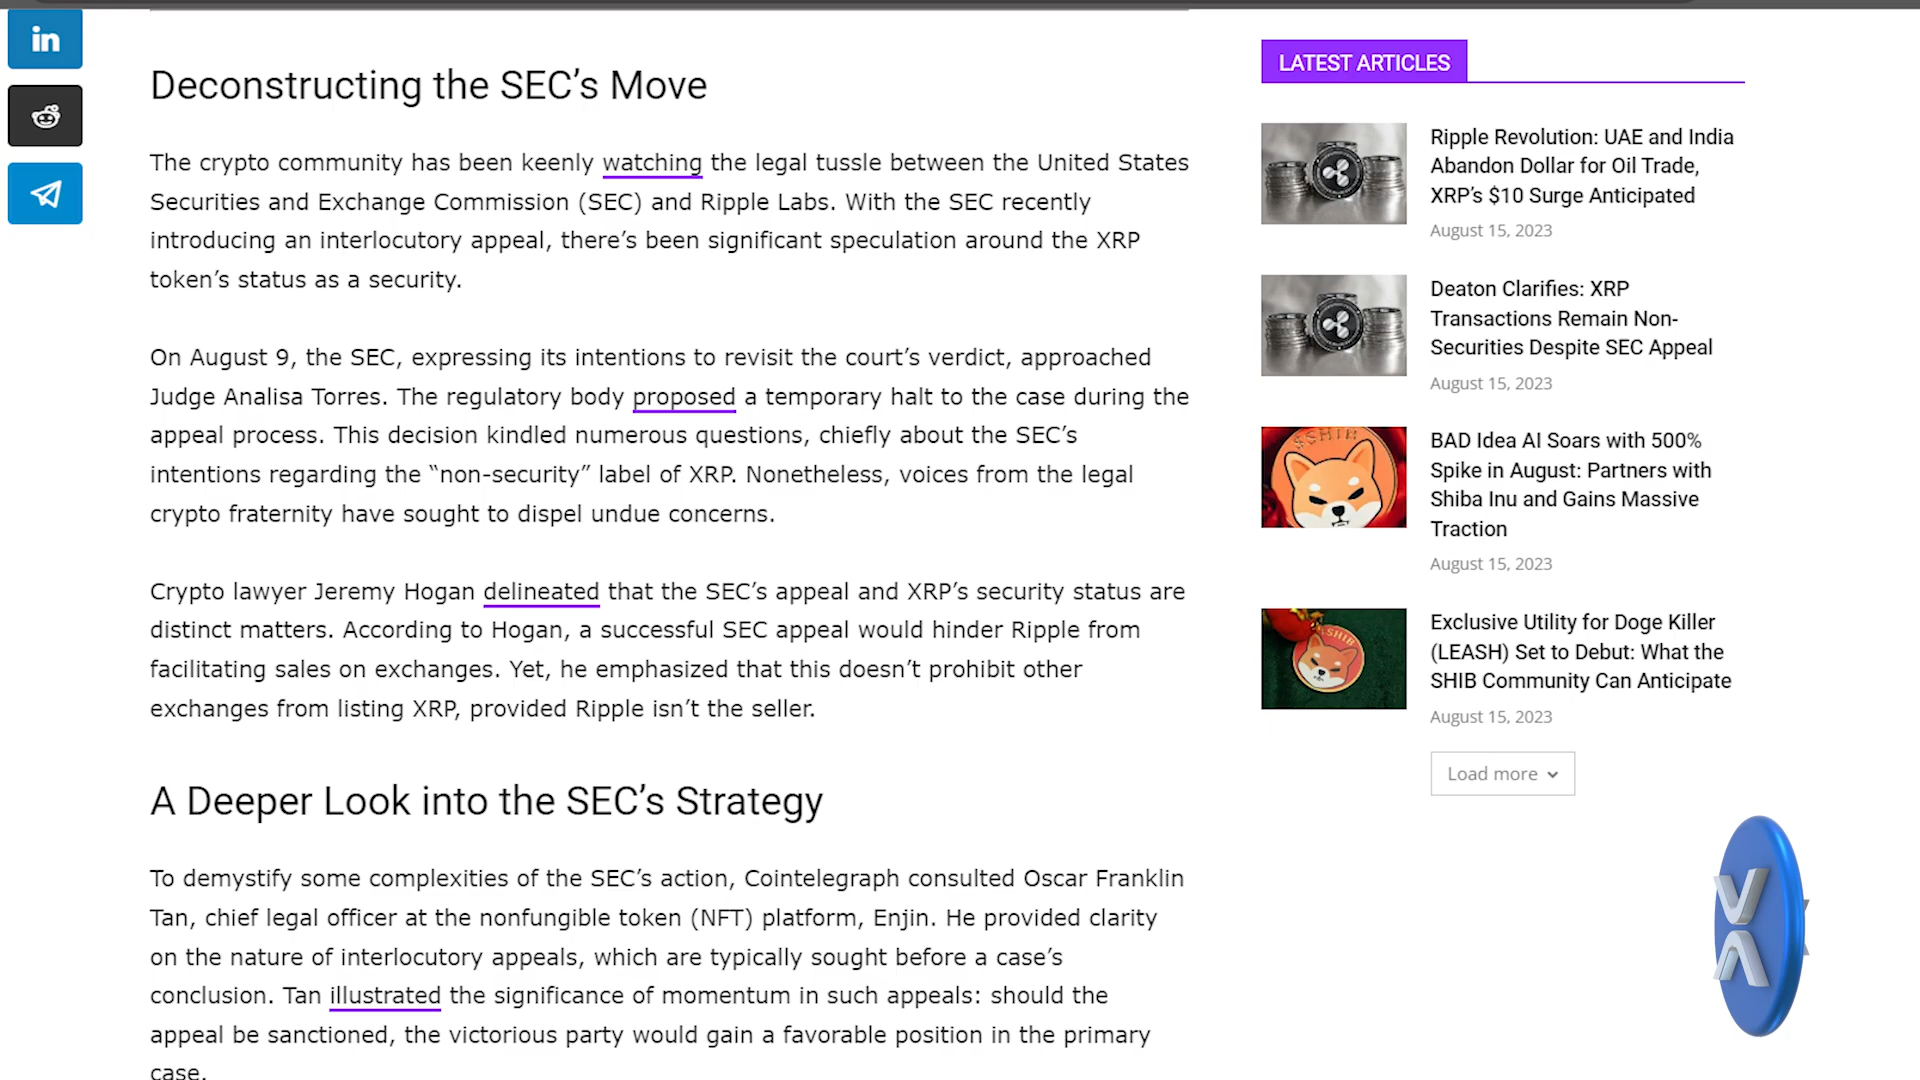 Deconstructing the SEC’s Move
The crypto community has been keenly watching the legal tussle between the United States
Securities and Exchange Commission (SEC) and Ripple Labs. With the SEC recently
introducing an interlocutory appeal, there’s been significant speculation around the XRP
token’s status as a security.
On August 9, the SEC, expressing its intentions to revisit the court’s verdict, approached
Judge Analisa Torres. The regulatory body proposed a temporary halt to the case during the
appeal process. This decision kindled numerous questions, chiefly about the SEC’s
intentions regarding the “non-security” label of XRP. Nonetheless, voices from the legal
crypto fraternity have sought to dispel undue concerns.
Crypto lawyer Jeremy Hogan delineated that the SEC’s appeal and XRP’s security status are
distinct matters. According to Hogan, a successful SEC appeal would hinder Ripple from
facilitating sales on exchanges. Yet, he emphasized that this doesn’t prohibit other
exchanges from listing XRP, provided Ripple isn’t the seller.
A Deeper Look into the SEC’s Strategy
To demystify some complexities of the SEC’s action, Cointelegraph consulted Oscar Franklin
Tan, chief legal officer at the nonfungible token (NFT) platform, Enjin. He provided clarity
on the nature of interlocutory appeals, which are typically sought before a case’s
conclusion. Tan illustrated the significance of momentum in such appeals: should the
appeal be sanctioned, the victorious party would gain a favorable position in the primary
case.
LATEST ARTICLES
Ripple Revolution: UAE and India
Abandon Dollar for Oil Trade,
XRP’s $10 Surge Anticipated
August 15, 2023
Deaton Clarifies: XRP
Transactions Remain Non-
Securities Despite SEC Appeal
August 15, 2023
$SHIB
BAD Idea AI Soars with 500%
Spike in August: Partners with
Shiba Inu and Gains Massive
Traction
August 15, 2023
$SHIB
Exclusive Utility for Doge Killer
(LEASH) Set to Debut: What the
SHIB Community Can Anticipate
August 15, 2023
Load more
in